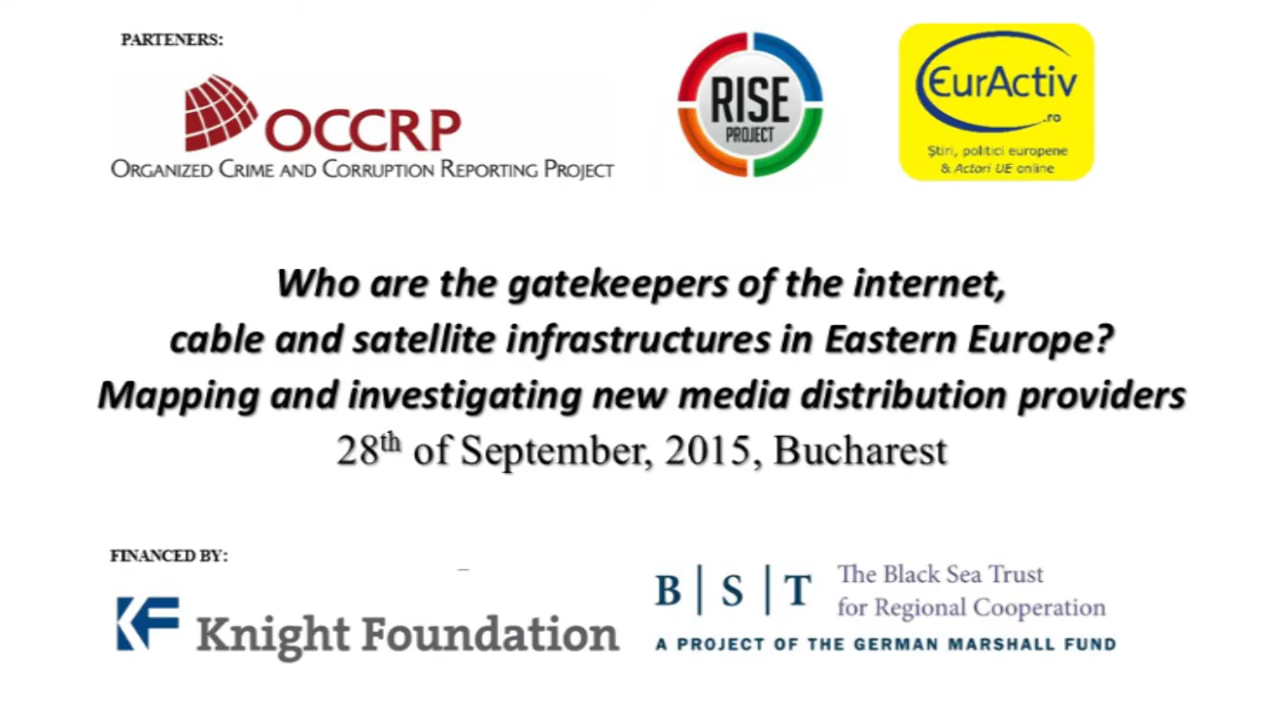 PARTENERS:
OCCRP
ORGANIZED CRIME AND CORRUPTION REPORTING PROJECT
RISE
PROJECT
EurActiv
.ro
Știri, politici europene
& Actori UE online
Who are the gatekeepers of the internet,
cable and satellite infrastructures in Eastern Europe?
Mapping and investigating new media distribution providers
28th of September, 2015, Bucharest
FINANCED BY:
KF Knight Foundation
B|S|T
The Black Sea Trust
for Regional Cooperation
A PROJECT OF THE GERMAN MARSHALL FUND